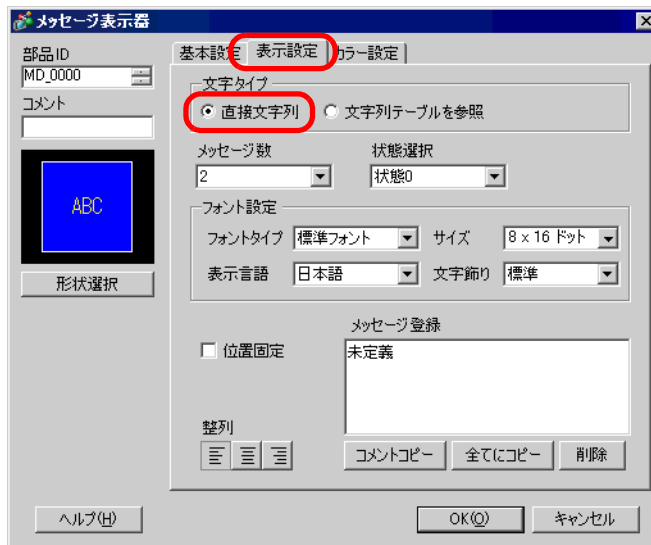 メッセージ表示器
部品ID
MD_0000
コメント
ABC
形状選択
基本設定 表示設定 カラー設定
文字タイプ
直接文字列 文字列テーブルを参照
メッセージ数 状態選択
2 状態0
フォント設定
フォントタイプ 標準フォント サイズ 8 x 16 ドット
表示言語 日本語 文字飾り 標準
メッセージ登録
位置固定
未定義
整列
コメントコピー 全てにコピー 削除
ヘルプ(H) OK(O) キャンセル